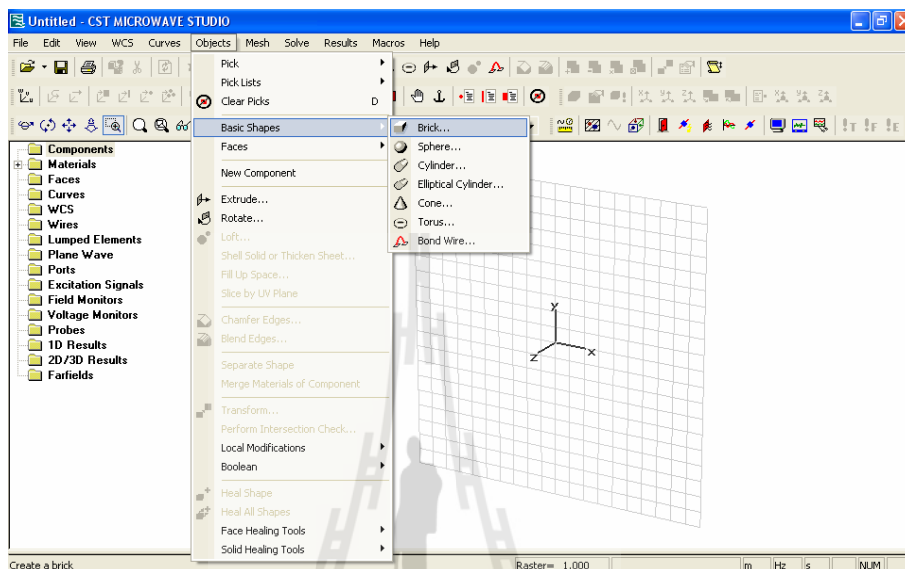 Untitled - CST MICROWAVE STUDIO
File Edit View WCS Curves Objects Mesh Solve Results Macros Help
Pick
Pick Lists
Clear Picks D
Basic Shapes
Faces
New Component
Extrude...
Rotate...
Loft...
Shell Solid or Thicken Sheet...
Fill Up Space...
Slice by UV Plane
Chamfer Edges...
Blend Edges...
Separate Shape
Merge Materials of Component
Transform...
Perform Intersection Check...
Local Modifications
Boolean
Heal Shape
Heal All Shapes
Face Healing Tools
Solid Healing Tools
Brick...
Sphere...
Cylinder...
Elliptical Cylinder...
Cone...
Torus...
Bond Wire...
Components
Materials
Faces
Curves
WCS
Wires
Lumped Elements
Plane Wave
Ports
Excitation Signals
Field Monitors
Voltage Monitors
Probes
1D Results
2D/3D Results
Farfields
y
z
x
Create a brick
Raster= 1.000 m Hz s NUM